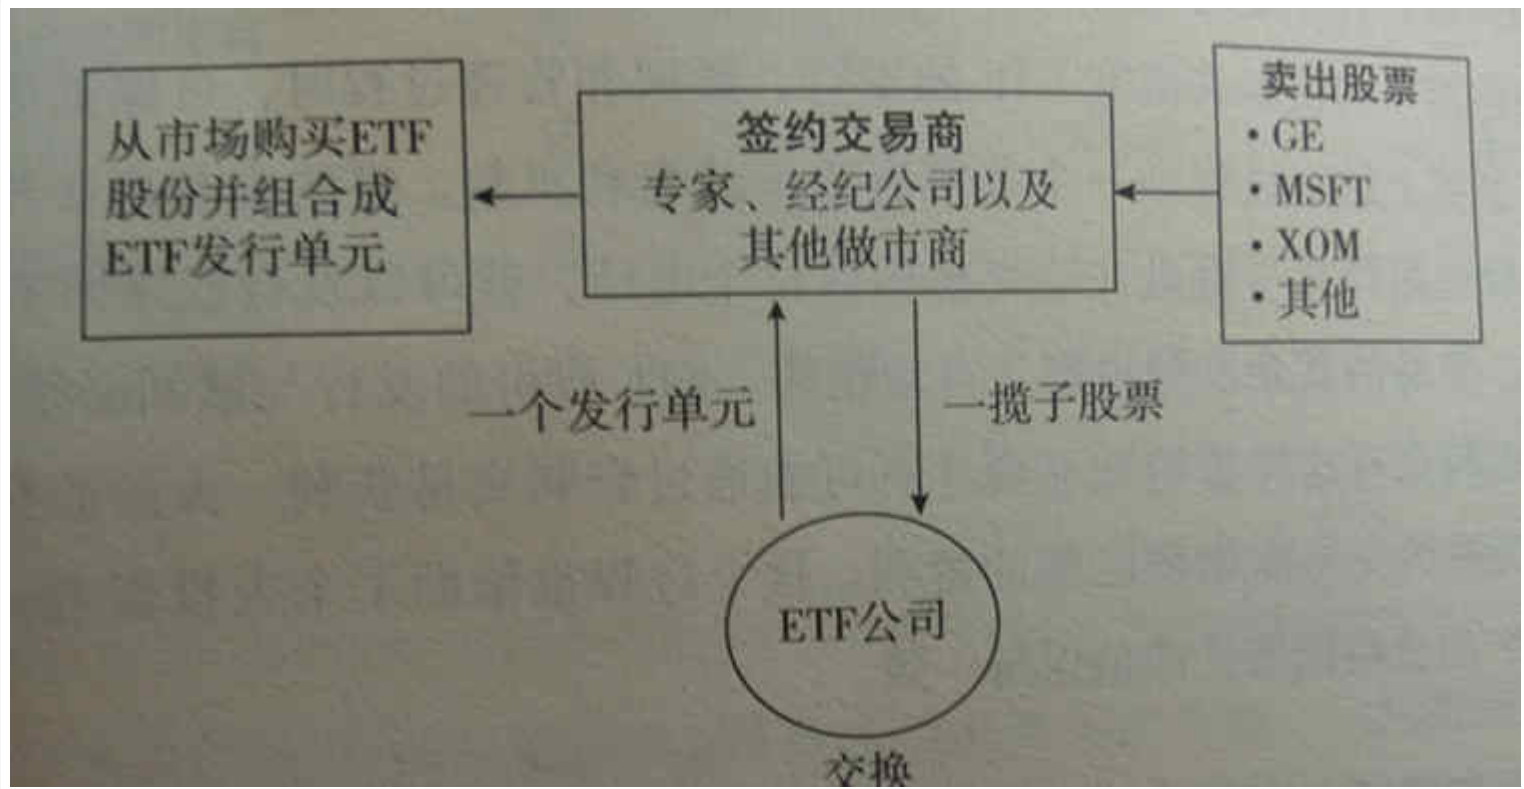 从市场购买ETF
股份并组合成
ETF发行单元
签约交易商
专家、经纪公司以及
其他做市商
卖出股票
·GE
·MSFT
·XOM
·其他
一个发行单元
一揽子股票
ETF公司
交换